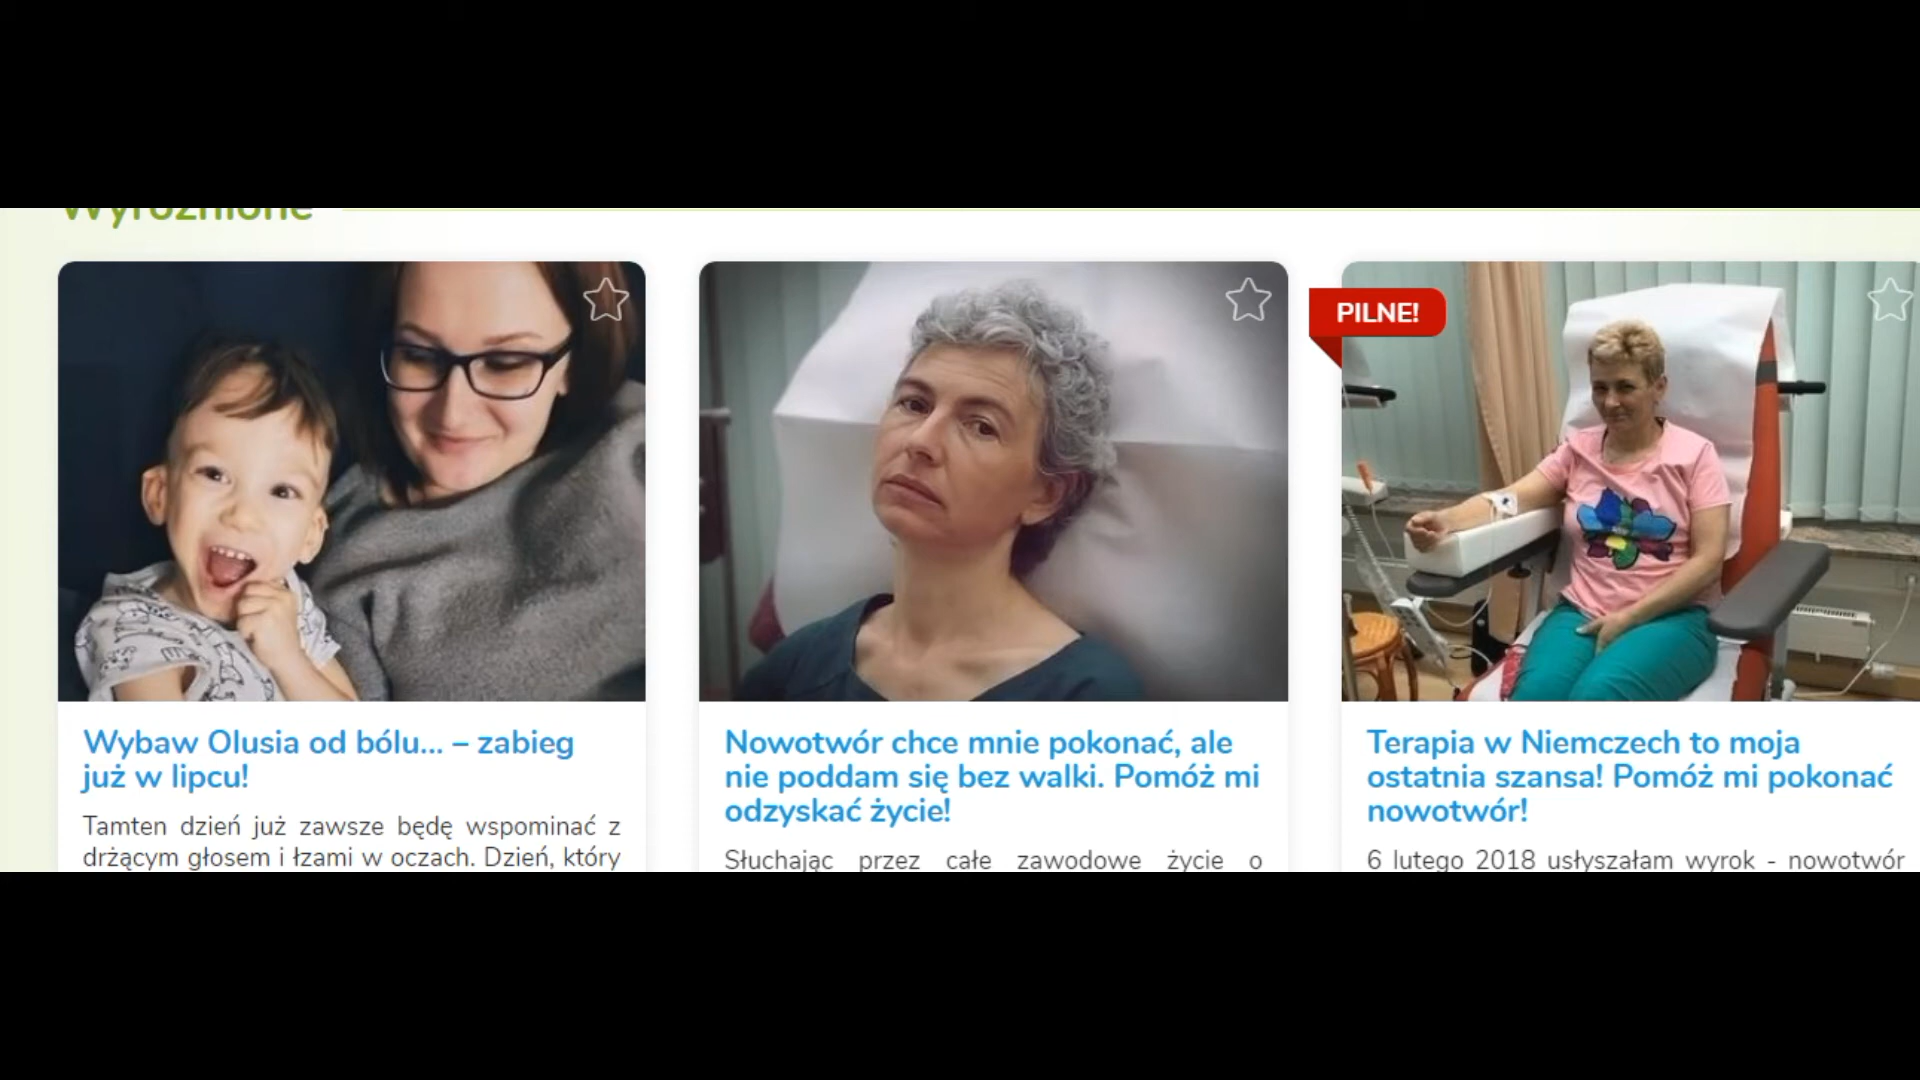 Wyróżnione
PILNE!
Wybaw Olusia od bólu... – zabieg
już w lipcu!
Tamten dzień już zawsze będę wspominać z
drżącym głosem i łzami w oczach. Dzień, który
Nowotwór chce mnie pokonać, ale
nie poddam się bez walki. Pomóż mi
odzyskać życie!
Słuchając przez całe zawodowe życie o
Terapia w Niemczech to moja
ostatnia szansa! Pomóż mi pokonać
nowotwór!
6 lutego 2018 usłyszałam wyrok - nowotwór